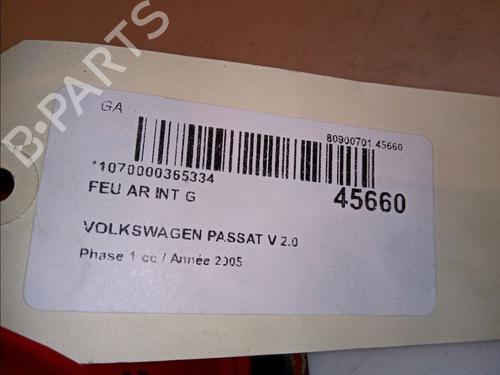 GA
80900701 45660
*1070000365334
FEU AR INT G
45660
VOLKSWAGEN PASSAT V 2.0
Phase 1 cc / Année 2005
B-PARTS